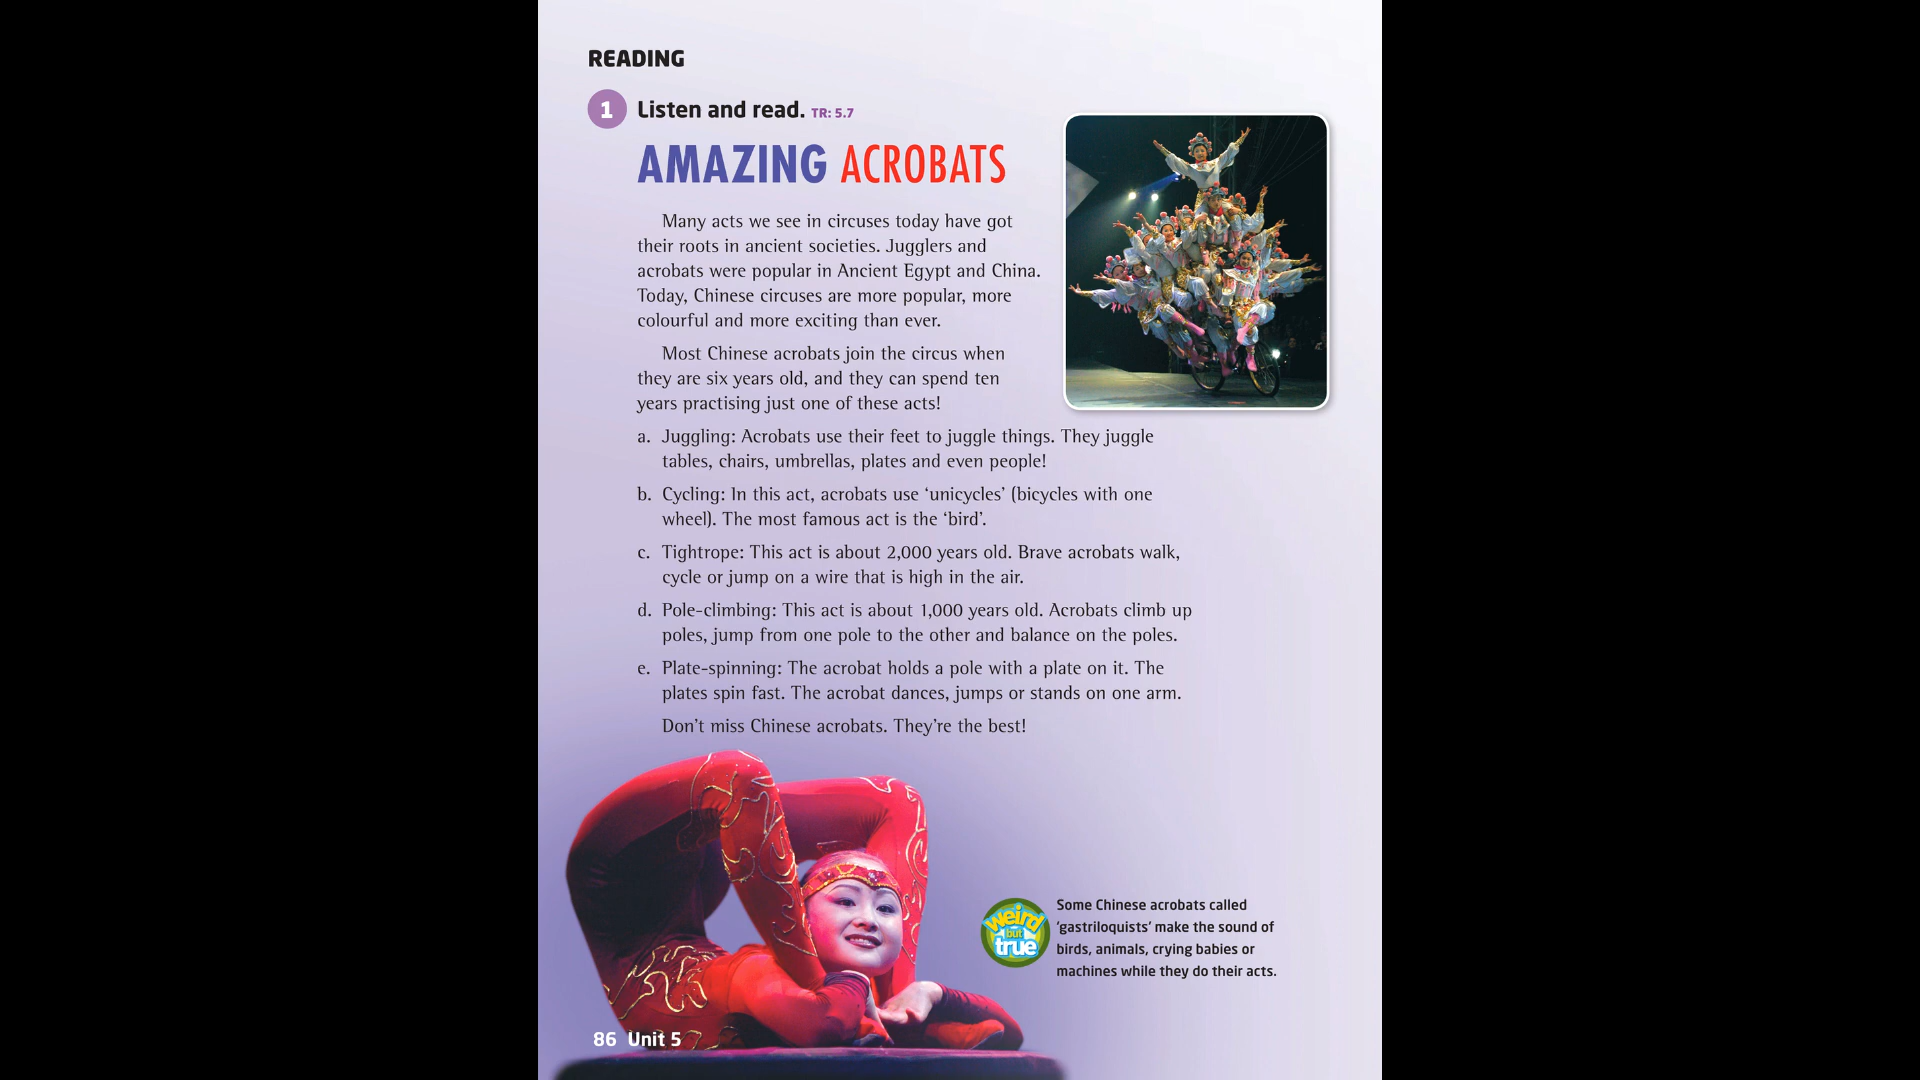 READING
1 Listen and read. TR: 5.7
AMAZING ACROBATS
Many acts we see in circuses today have got
their roots in ancient societies. Jugglers and
acrobats were popular in Ancient Egypt and China.
Today, Chinese circuses are more popular, more
colourful and more exciting than ever.
Most Chinese acrobats join the circus when
they are six years old, and they can spend ten
years practising just one of these acts!
a. Juggling: Acrobats use their feet to juggle things. They juggle
tables, chairs, umbrellas, plates and even people!
b. Cycling: In this act, acrobats use ‘unicycles’ (bicycles with one
wheel). The most famous act is the ‘bird’.
c. Tightrope: This act is about 2,000 years old. Brave acrobats walk,
cycle or jump on a wire that is high in the air.
d. Pole-climbing: This act is about 1,000 years old. Acrobats climb up
poles, jump from one pole to the other and balance on the poles.
e. Plate-spinning: The acrobat holds a pole with a plate on it. The
plates spin fast. The acrobat dances, jumps or stands on one arm.
Don’t miss Chinese acrobats. They’re the best!
weird
but
true
Some Chinese acrobats called
‘gastriloquists’ make the sound of
birds, animals, crying babies or
machines while they do their acts.
86 Unit 5